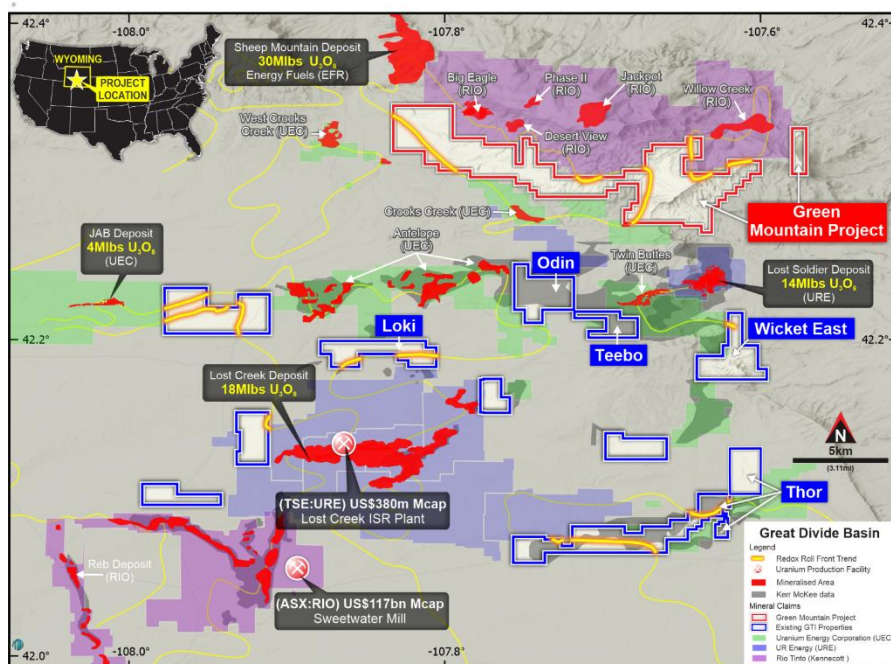 42.4°
-108.0°
-107.8°
-107.6°
42.4°
WYOMING
PROJECT
LOCATION
Sheep Mountain Deposit
30Mlbs U₃O₈
Energy Fuels (EFR)
Big Eagle
(RIO)
Phase II
(RIO)
Jackpot
(RIO)
Willow Creek
(RIO)
West Crooks
Creek (UEC)
Desert View
(RIO)
Crooks Creek (UEC)
Green
Mountain Project
JAB Deposit
4Mlbs U₃O₈
(UEC)
Antelope
(UEC)
Odin
Twin Buttes
(UEC)
Lost Soldier Deposit
14Mlbs U₃O₈
(URE)
42.2°
42.2°
Loki
Teebo
Wicket East
Lost Creek Deposit
18Mlbs U₃O₈
N
5km
(3.11mi)
(TSE:URE) US$380m Mcap
Lost Creek ISR Plant
Thor
Reb Deposit
(RIO)
(ASX:RIO) US$117bn Mcap
Sweetwater Mill
Great Divide Basin
Legend
Redox Roll Front Trend
Uranium Production Facility
Mineralised Area
Kerr McKee data
Mineral Claims
Green Mountain Project
Existing GTI Properties
Uranium Energy Corporation (UEC)
UR Energy (URE)
Rio Tinto (Kennecott )
42.0°
-108.0°
-107.8°